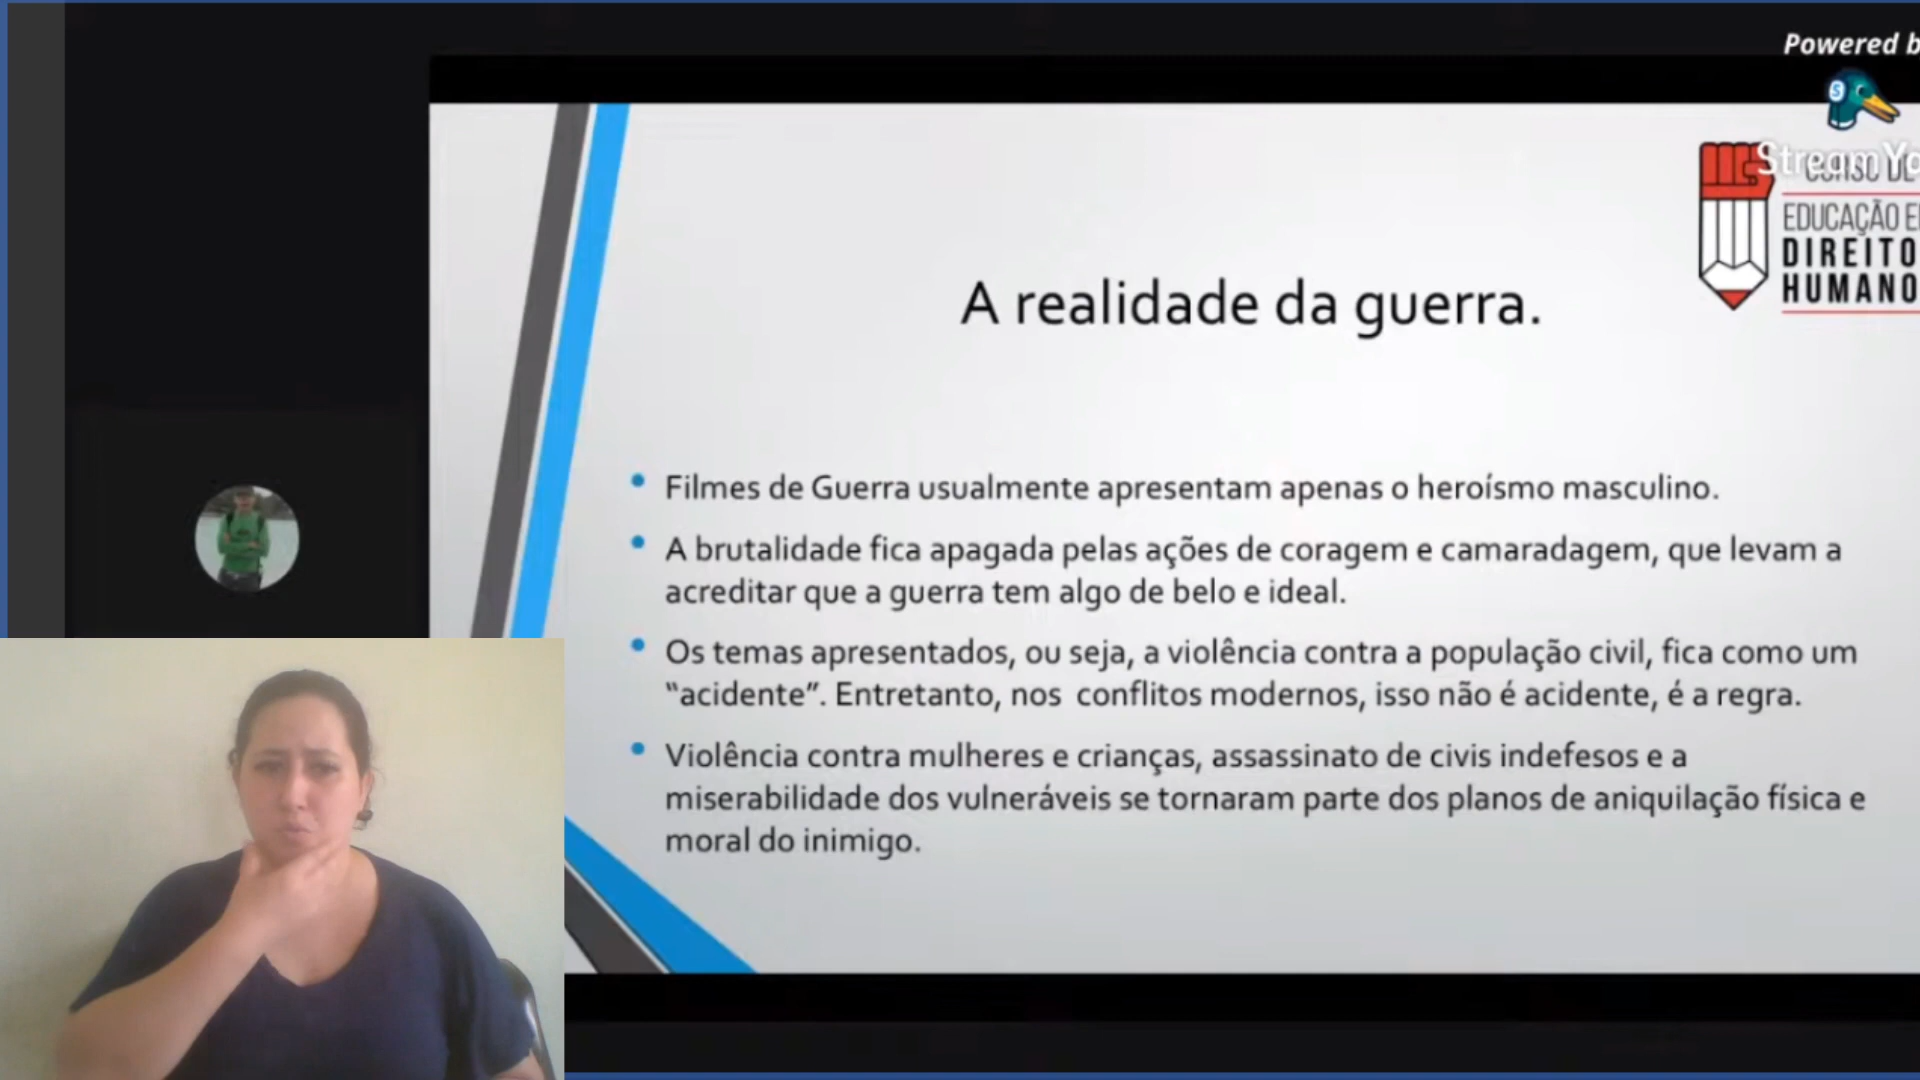 Powered b
StreamYa
CURSO DE
EDUCAÇÃO E
DIREITO
HUMANO
A realidade da guerra.
• Filmes de Guerra usualmente apresentam apenas o heroísmo masculino.
• A brutalidade fica apagada pelas ações de coragem e camaradagem, que levam a
acreditar que a guerra tem algo de belo e ideal.
• Os temas apresentados, ou seja, a violência contra a população civil, fica como um
“acidente”. Entretanto, nos conflitos modernos, isso não é acidente, é a regra.
• Violência contra mulheres e crianças, assassinato de civis indefesos e a
miserabilidade dos vulneráveis se tornaram parte dos planos de aniquilação física e
moral do inimigo.